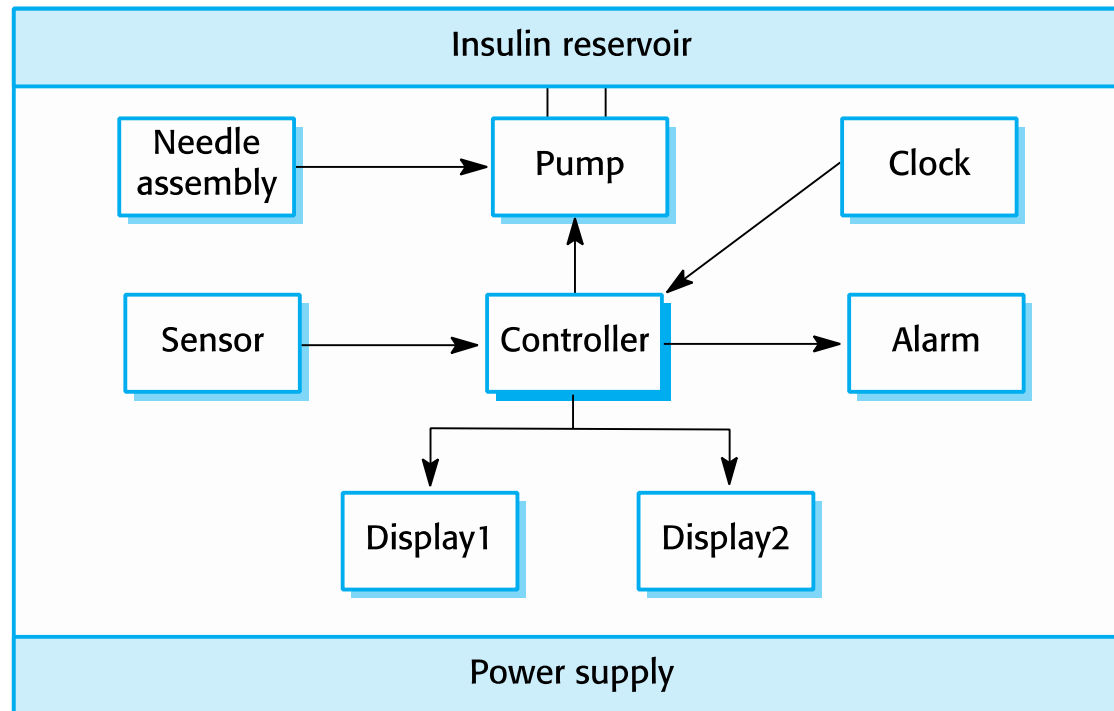 Insulin reservoir
Needle
assembly
Pump
Clock
Sensor
Controller
Alarm
Display1
Display2
Power supply